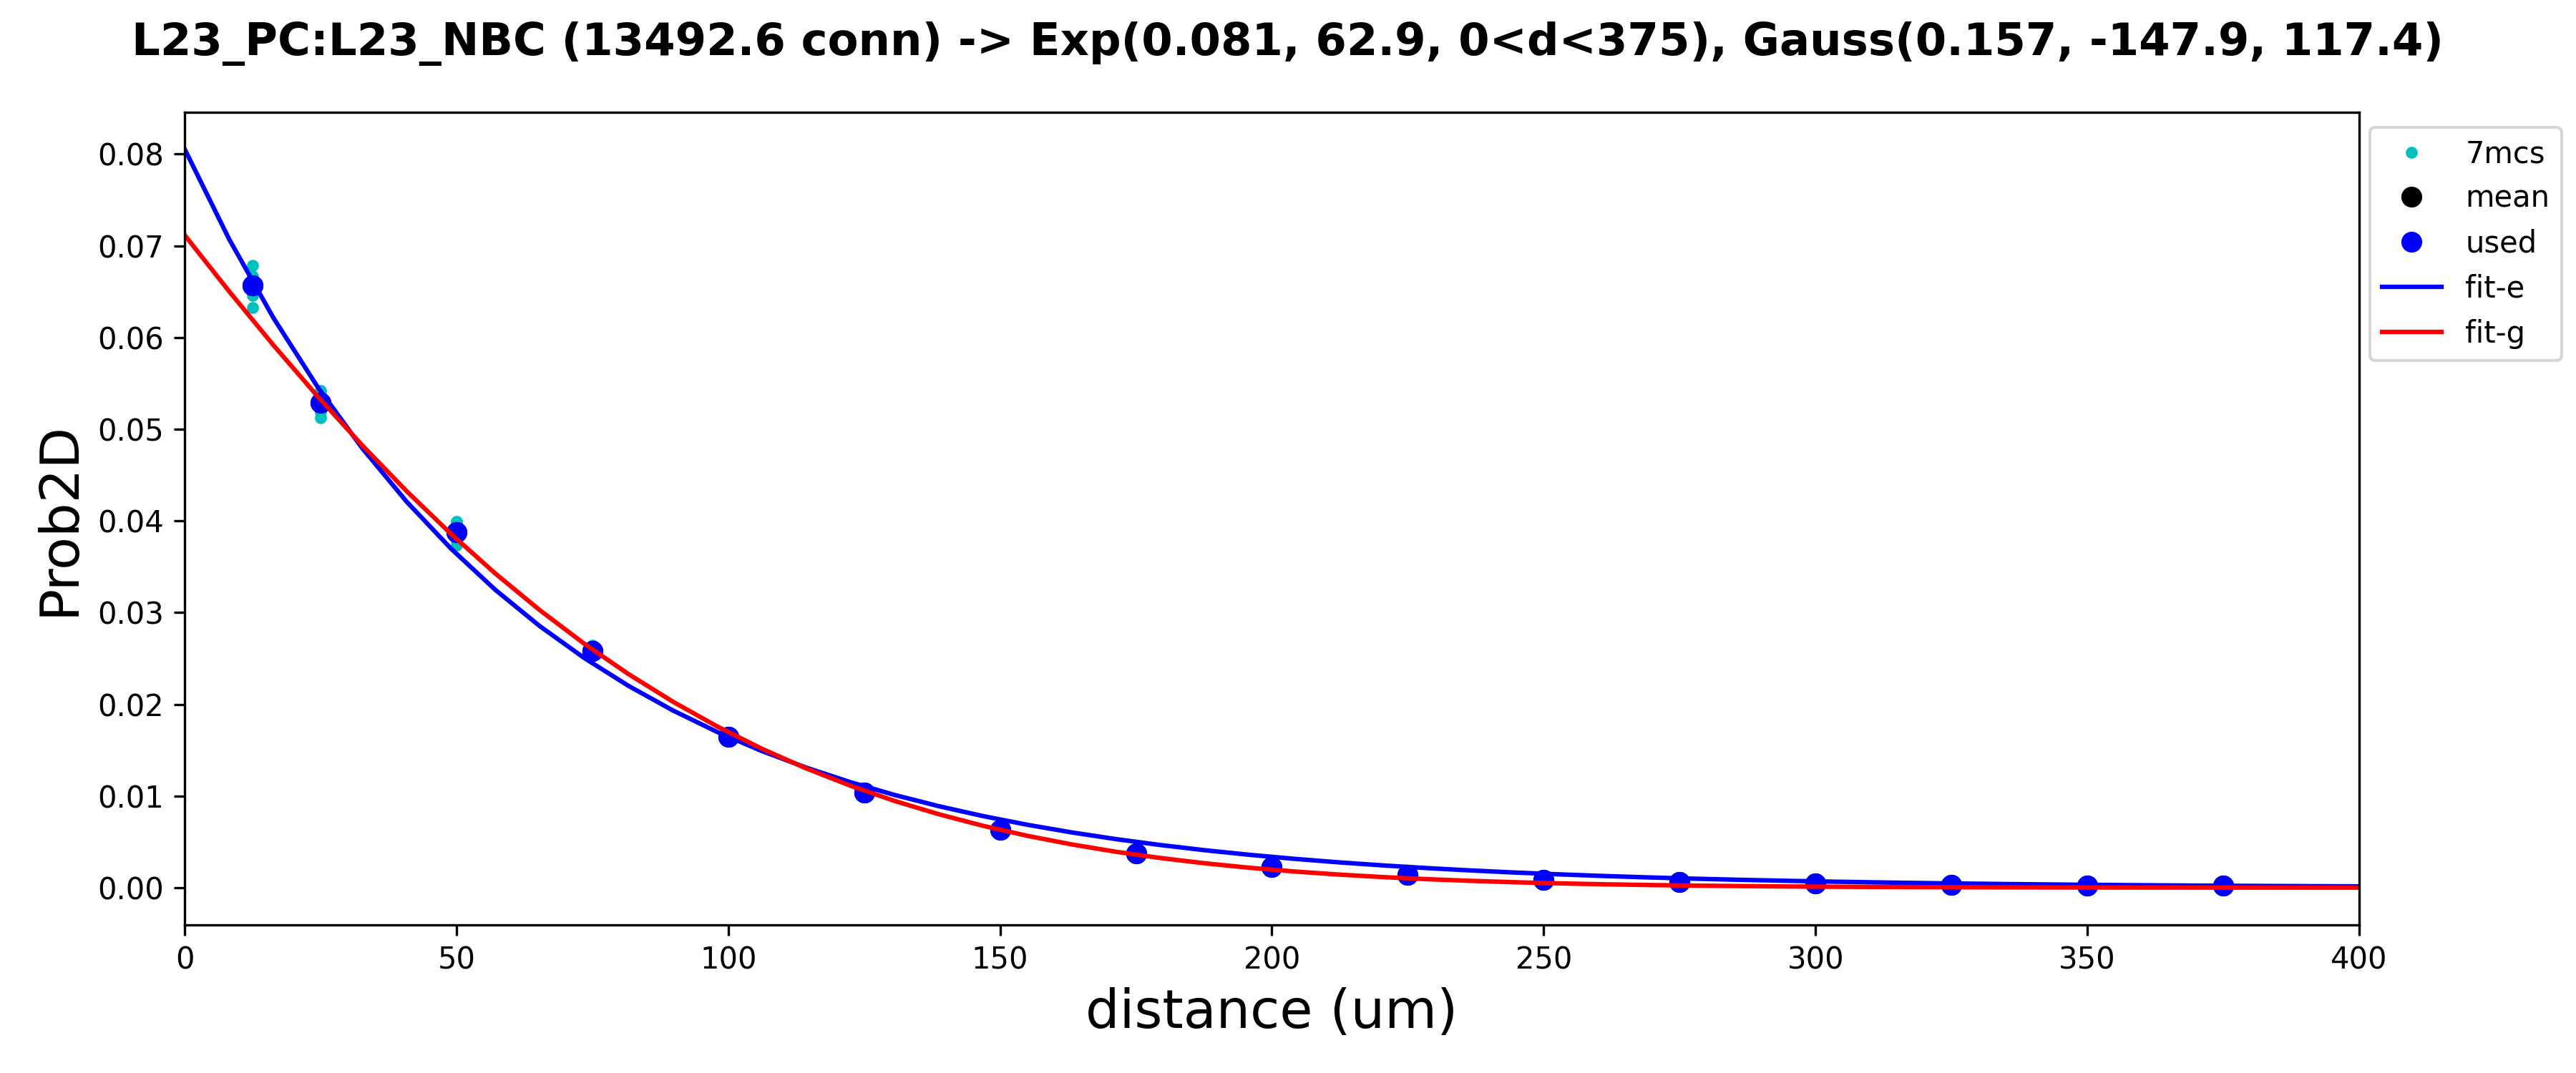 L23_PC:L23_NBC (13492.6 conn) -> Exp(0.081, 62.9, 0<d<375), Gauss(0.157, -147.9, 117.4)
7mcs
mean
used
fit-e
fit-g
Prob2D
0.08
0.07
0.06
0.05
0.04
0.03
0.02
0.01
0.00
0 50 100 150 200 250 300 350 400
distance (um)